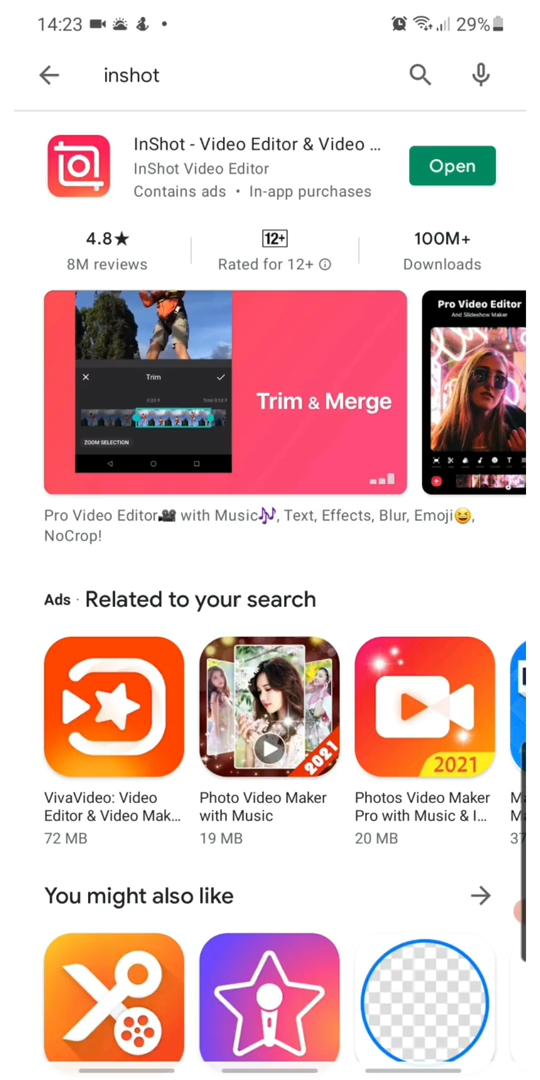 14:23
29%
inshot
InShot - Video Editor & Video ...
InShot Video Editor
Contains ads • In-app purchases
Open
4.8★
8M reviews
12+
Rated for 12+
100M+
Downloads
Trim
ZOOM SELECTION
Trim & Merge
Pro Video Editor
And Slideshow Maker
Pro Video Editor🎥 with Music🎶, Text, Effects, Blur, Emoji😆,
NoCrop!
Ads · Related to your search
2021
2021
VivaVideo: Video
Editor & Video Mak...
72 MB
Photo Video Maker
with Music
19 MB
Photos Video Maker
Pro with Music & I...
20 MB
37
You might also like